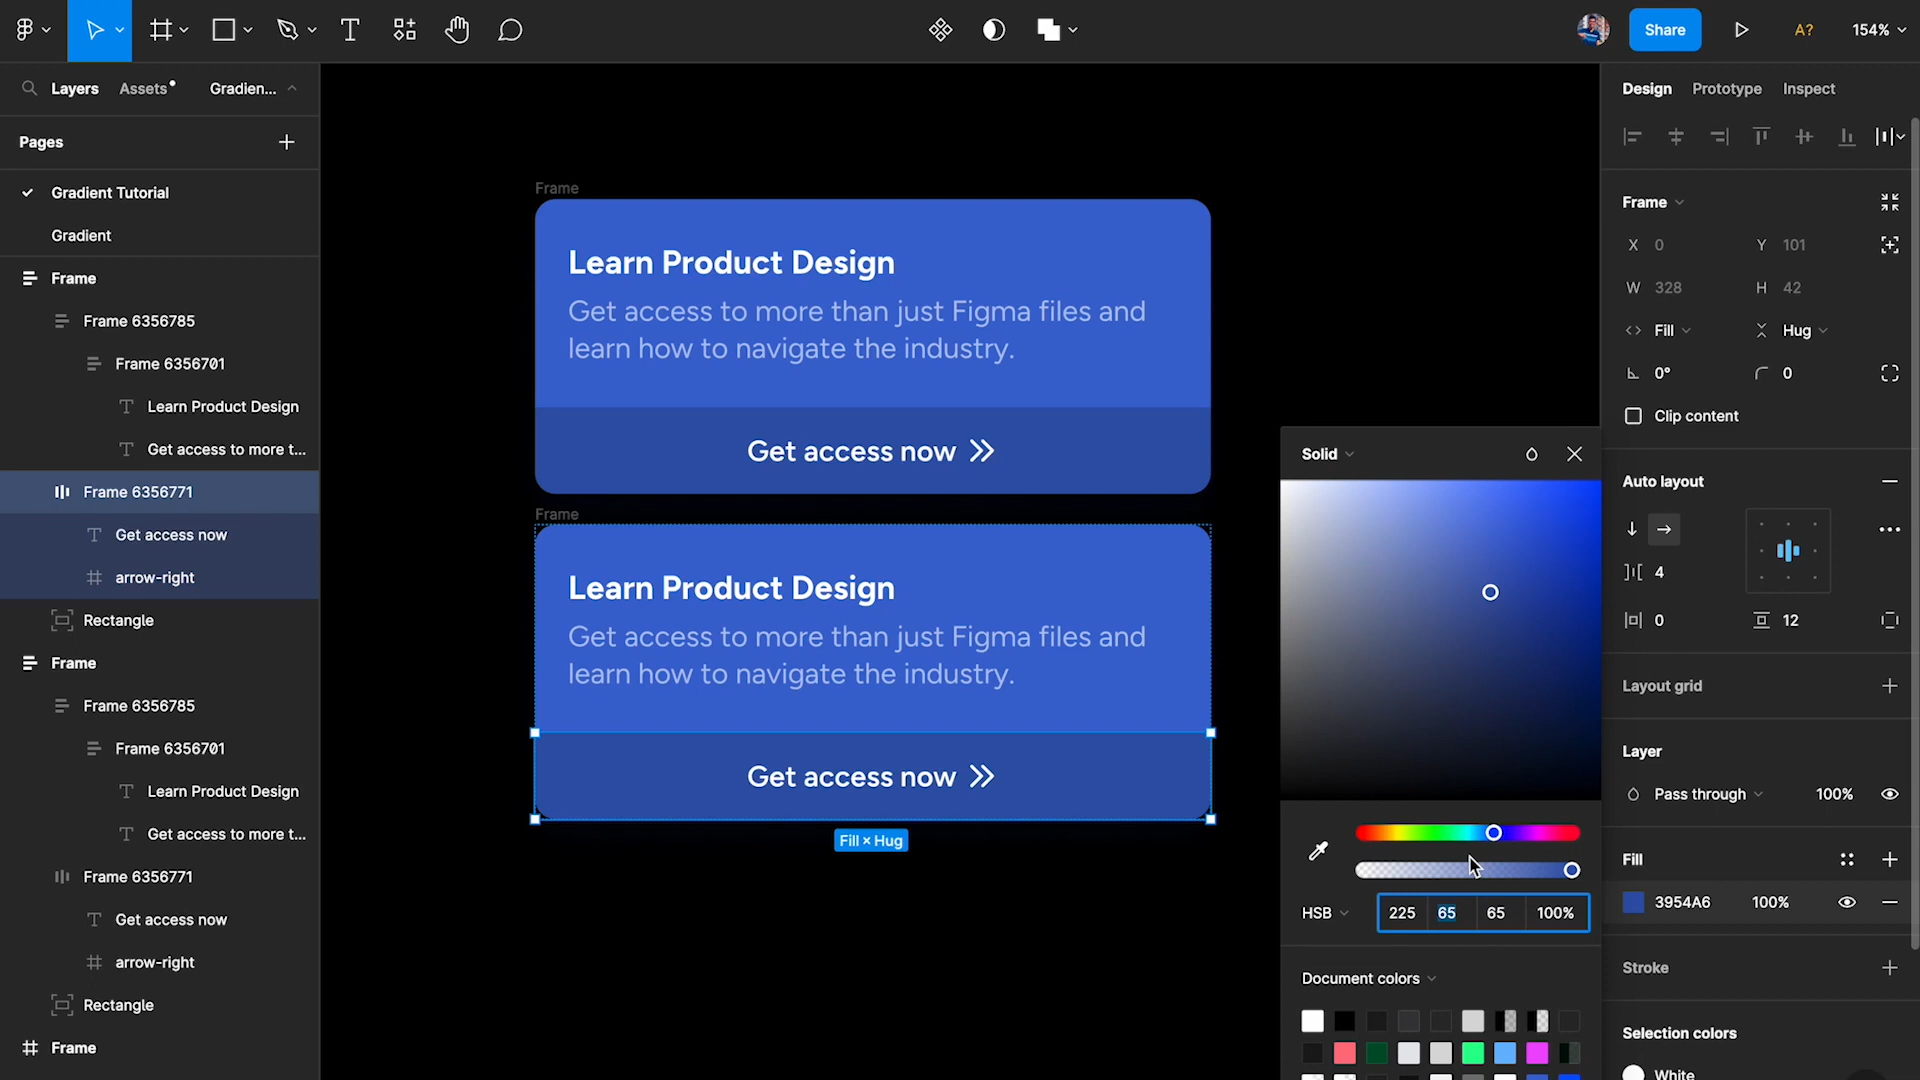 Share
A?
154%
Layers
Assets
Gradien...
Pages
Gradient Tutorial
Gradient
Frame
Frame 6356785
Frame 6356701
Learn Product Design
Get access to more t...
Frame 6356771
Get access now
arrow-right
Rectangle
Frame
Frame 6356785
Frame 6356701
Learn Product Design
Get access to more t...
Frame 6356771
Get access now
arrow-right
Rectangle
Frame
Frame
Learn Product Design
Get access to more than just Figma files and
learn how to navigate the industry.
Get access now
Frame
Learn Product Design
Get access to more than just Figma files and
learn how to navigate the industry.
Get access now
Fill × Hug
Solid
HSB 225 65 65 100%
Document colors
Design Prototype Inspect
Frame
X 0 Y 101
W 328 H 42
Fill Hug
0° 0
Clip content
Auto layout
4
0 12
Layout grid
Layer
Pass through 100%
Fill
3954A6 100%
Stroke
Selection colors
White